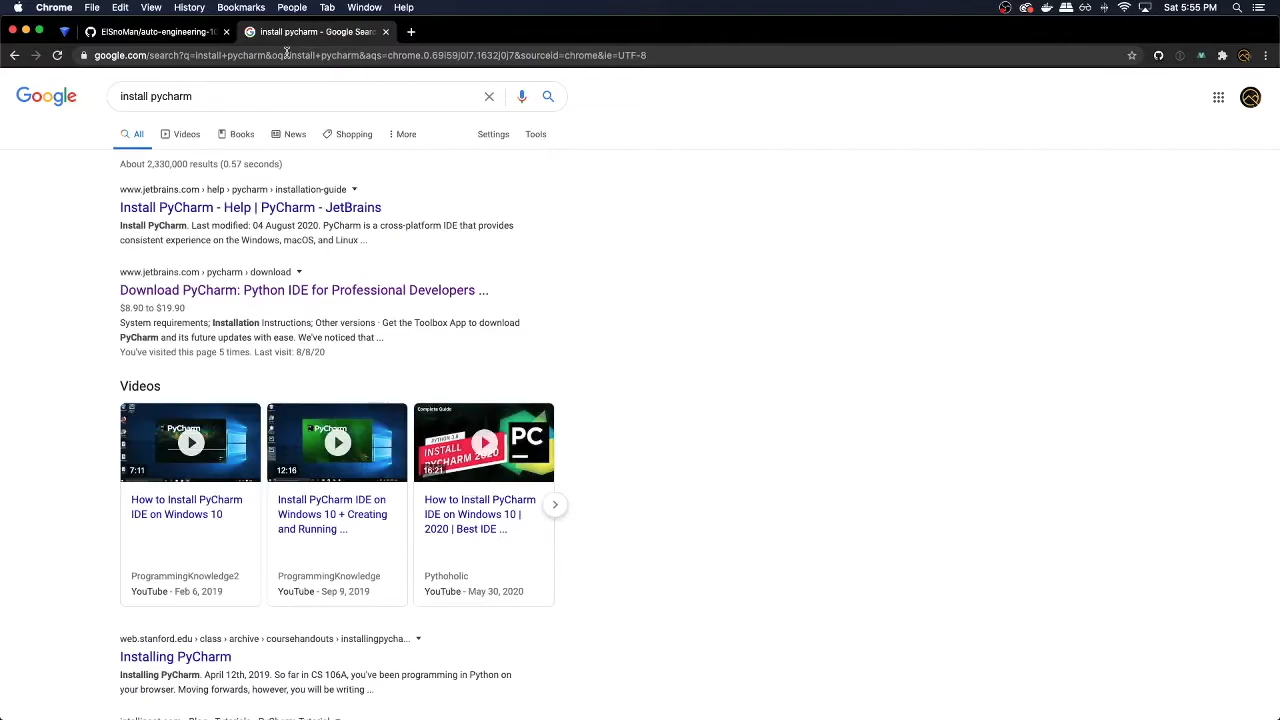 Chrome File Edit View History Bookmarks People Tab Window Help Sat 5:55 PM
ElSnoMan/auto-engineering-10 install pycharm - Google Searc
google.com/search?q=install+pycharm&oq=install+pycharm&aqs=chrome.0.69i59j0l7.1632j0j7&sourceid=chrome&ie=UTF-8
Google install pycharm
All Videos Books News Shopping More Settings Tools
About 2,330,000 results (0.57 seconds)
www.jetbrains.com › help › pycharm › installation-guide
Install PyCharm - Help | PyCharm - JetBrains
Install PyCharm. Last modified: 04 August 2020. PyCharm is a cross-platform IDE that provides
consistent experience on the Windows, macOS, and Linux ...
www.jetbrains.com › pycharm › download
Download PyCharm: Python IDE for Professional Developers ...
$8.90 to $19.90
System requirements; Installation Instructions; Other versions · Get the Toolbox App to download
PyCharm and its future updates with ease. We've noticed that ...
You've visited this page 5 times. Last visit: 8/8/20
Videos
PyCharm
7:11
How to Install PyCharm
IDE on Windows 10
ProgrammingKnowledge2
YouTube - Feb 6, 2019
PyCharm
12:16
Install PyCharm IDE on
Windows 10 + Creating
and Running ...
ProgrammingKnowledge
YouTube - Sep 9, 2019
Complete Guide
PYTHON 3.8
INSTALL
PYCHARM 2020
PC
16:21
How to Install PyCharm
IDE on Windows 10 |
2020 | Best IDE ...
Pythoholic
YouTube - May 30, 2020
web.stanford.edu › class › archive › coursehandouts › installingpycha...
Installing PyCharm
Installing PyCharm. April 12th, 2019. So far in CS 106A, you've been programming in Python on
your browser. Moving forwards, however, you will be writing ...